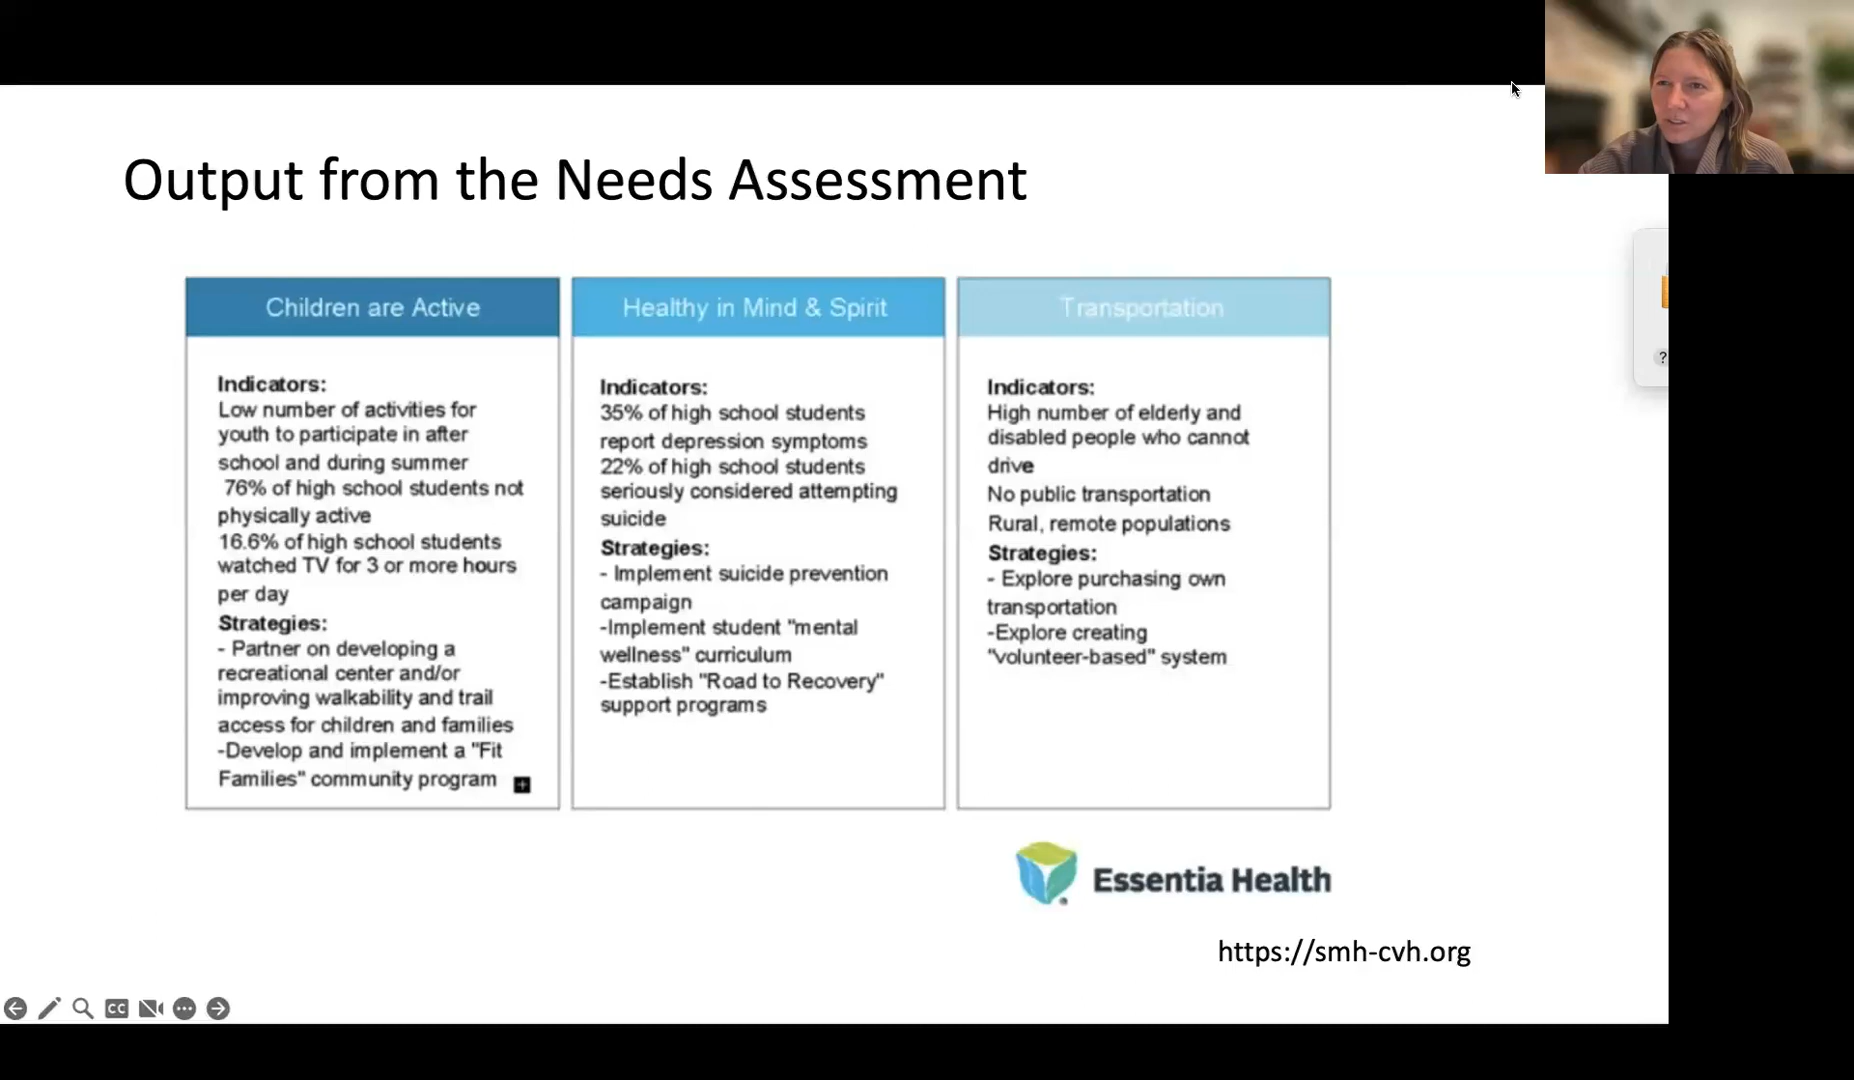 Output from the Needs Assessment
Children are Active
Indicators:
Low number of activities for
youth to participate in after
school and during summer
76% of high school students not
physically active
16.6% of high school students
watched TV for 3 or more hours
per day
Strategies:
- Partner on developing a
recreational center and/or
improving walkability and trail
access for children and families
-Develop and implement a "Fit
Families" community program
Healthy in Mind & Spirit
Indicators:
35% of high school students
report depression symptoms
22% of high school students
seriously considered attempting
suicide
Strategies:
- Implement suicide prevention
campaign
-Implement student "mental
wellness" curriculum
-Establish "Road to Recovery"
support programs
Transportation
Indicators:
High number of elderly and
disabled people who cannot
drive
No public transportation
Rural, remote populations
Strategies:
- Explore purchasing own
transportation
-Explore creating
"volunteer-based" system
Essentia Health
https://smh-cvh.org
CC
?